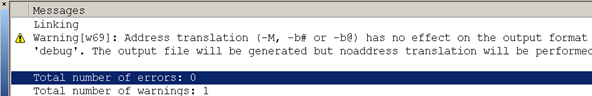 Messages
Linking
Warning[w69]: Address translation (-M, -b# or -b@) has no effect on the output format
'debug'. The output file will be generated but noaddress translation will be performed
Total number of errors: 0
Total number of warnings: 1